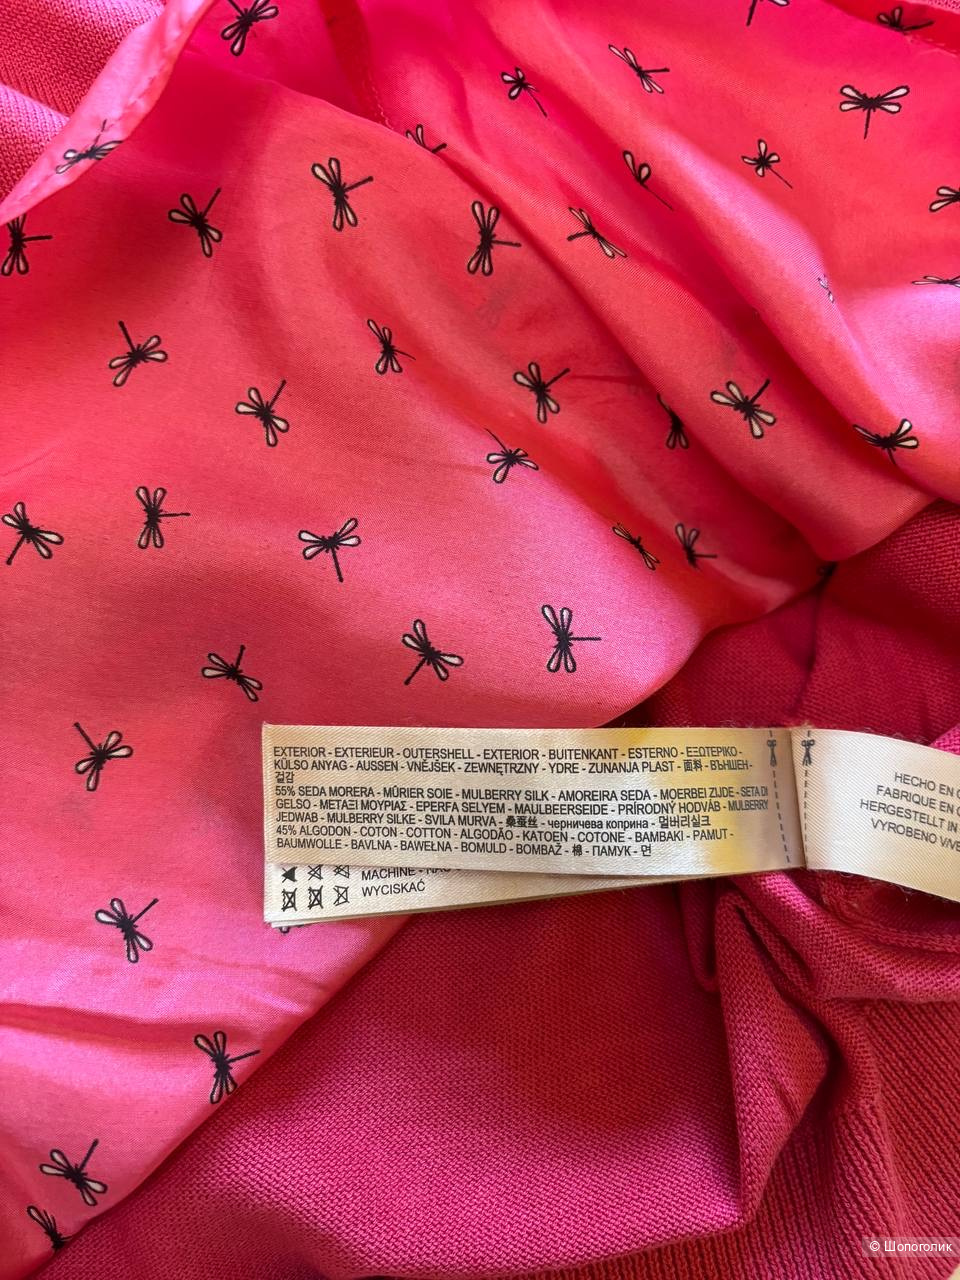 EXTERIOR - EXTERIEUR - OUTERSHELL - EXTERIOR - BUITENKANT - ESTERNO - ΕΞΩΤΕΡΙΚΟ -
KÜLSO ANYAG - AUSSEN - VNĚJŠEK - ZEWNĘTRZNY - YDRE - ZUNANJA PLAST - 面料 - ВЪНШЕН -
겉감
55% SEDA MORERA - MÛRIER SOIE - MULBERRY SILK - AMOREIRA SEDA - MOERBEI ZIJDE - SETA DI
GELSO - ΜΕΤΑΞΙ ΜΟΥΡΙΑΣ - EPERFA SELYEM - MAULBEERSEIDE - PRÍRODNÝ HODVÁB - MULBERRY
JEDWAB - MULBERRY SILKE - SVILA MURVA - 桑蚕丝 - черничева коприна - 멀버리실크
45% ALGODON - COTON - COTTON - ALGODÃO - KATOEN - COTONE - BAMBAKI - PAMUT -
BAUMWOLLE - BAVLNA - BAWEŁNA - BOMULD - BOMBAŽ - 棉 - ПАМУК - 면
MACHINE -
WYCISKAĆ
HECHO EN
FABRIQUE EN
HERGESTELLT IN
VYROBENO V/VE
© Шопоголик